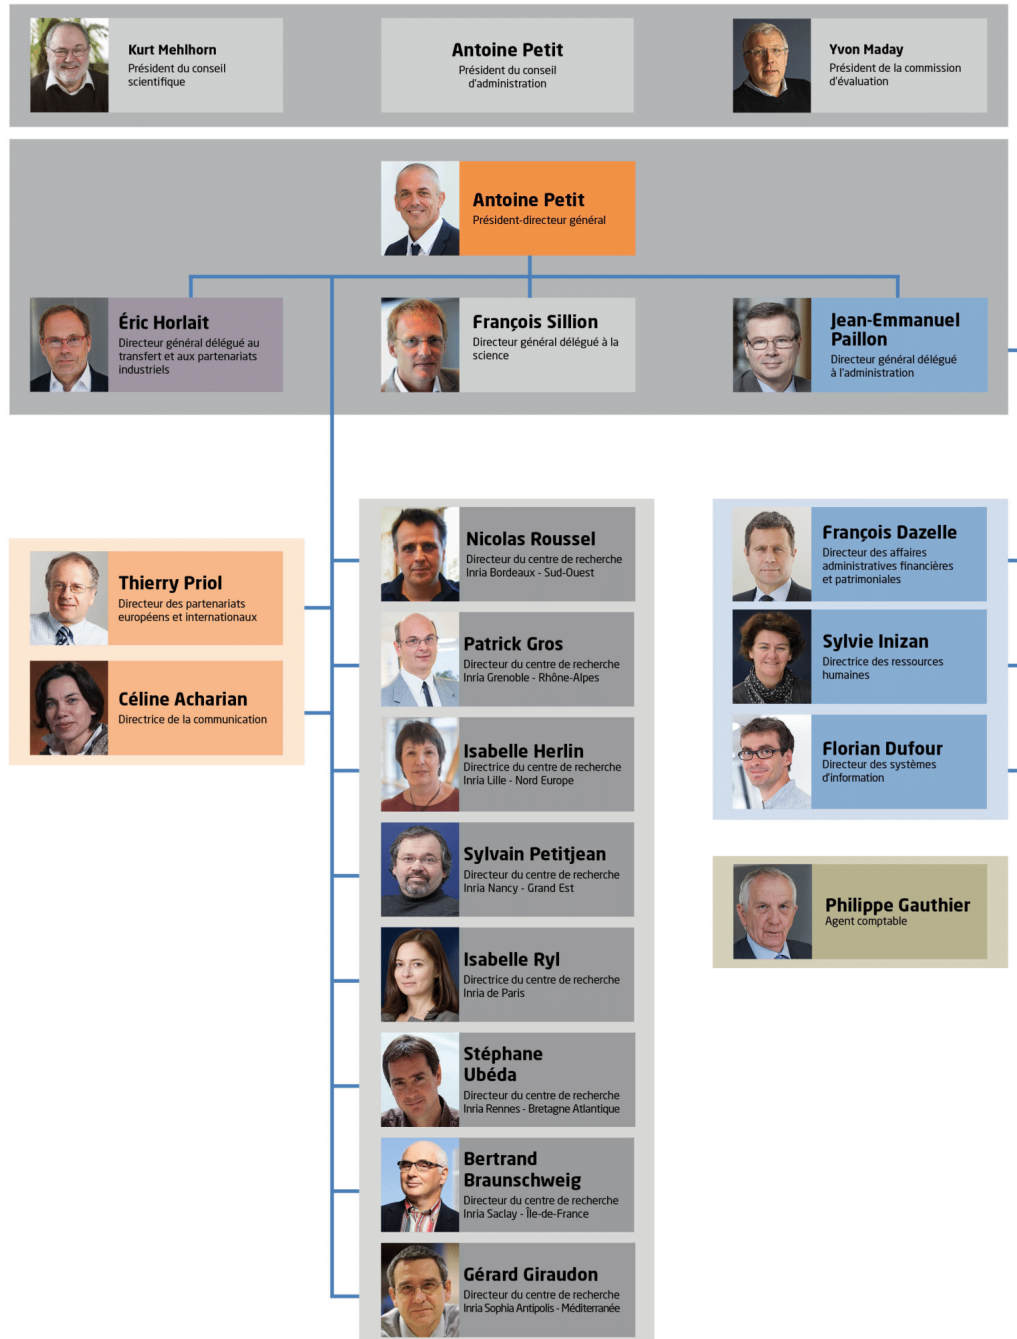 Kurt Mehlhorn
Président du conseil
scientifique
Antoine Petit
Président du conseil
d'administration
Yvon Maday
Président de la commission
d'évaluation
Antoine Petit
Président-directeur général
Éric Horlait
Directeur général délégué au
transfert et aux partenariats
industriels
François Sillion
Directeur général délégué à la
science
Jean-Emmanuel
Paillon
Directeur général délégué
à l'administration
Thierry Priol
Directeur des partenariats
européens et internationaux
Céline Acharian
Directrice de la communication
Nicolas Roussel
Directeur du centre de recherche
Inria Bordeaux - Sud-Ouest
Patrick Gros
Directeur du centre de recherche
Inria Grenoble - Rhône-Alpes
Isabelle Herlin
Directrice du centre de recherche
Inria Lille - Nord Europe
Sylvain Petitjean
Directeur du centre de recherche
Inria Nancy - Grand Est
Isabelle Ryl
Directrice du centre de recherche
Inria de Paris
Stéphane
Ubéda
Directeur du centre de recherche
Inria Rennes - Bretagne Atlantique
Bertrand
Braunschweig
Directeur du centre de recherche
Inria Saclay - Île-de-France
Gérard Giraudon
Directeur du centre de recherche
Inria Sophia Antipolis - Méditerranée
François Dazelle
Directeur des affaires
administratives financières
et patrimoniales
Sylvie Inizan
Directrice des ressources
humaines
Florian Dufour
Directeur des systèmes
d'information
Philippe Gauthier
Agent comptable